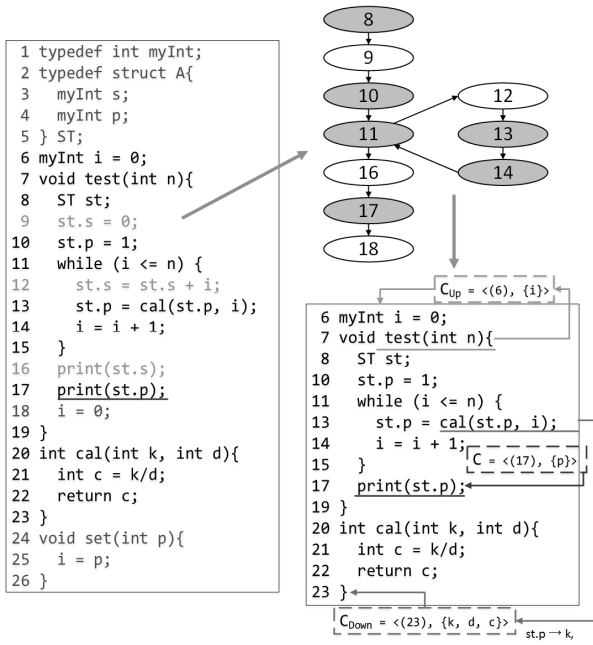 1 typedef int myInt;
2 typedef struct A{
3 myInt s;
4 myInt p;
5 } ST;
6 myInt i = 0;
7 void test(int n){
8 ST st;
9 st.s = 0;
10 st.p = 1;
11 while (i <= n) {
12 st.s = st.s + i;
13 st.p = cal(st.p, i);
14 i = i + 1;
15 }
16 print(st.s);
17 print(st.p);
18 i = 0;
19 }
20 int cal(int k, int d){
21 int c = k/d;
22 return c;
23 }
24 void set(int p){
25 i = p;
26 }
8
9
10
11
16
17
18
12
13
14
C_Up = <(6), {i}>
6 myInt i = 0;
7 void test(int n){
8 ST st;
10 st.p = 1;
11 while (i <= n) {
13 st.p = cal(st.p, i);
14 i = i + 1;
15 }
C = <(17), {p}>
17 print(st.p);
19 }
20 int cal(int k, int d){
21 int c = k/d;
22 return c;
23 }
C_Down = <(23), {k, d, c}>
st.p → k,